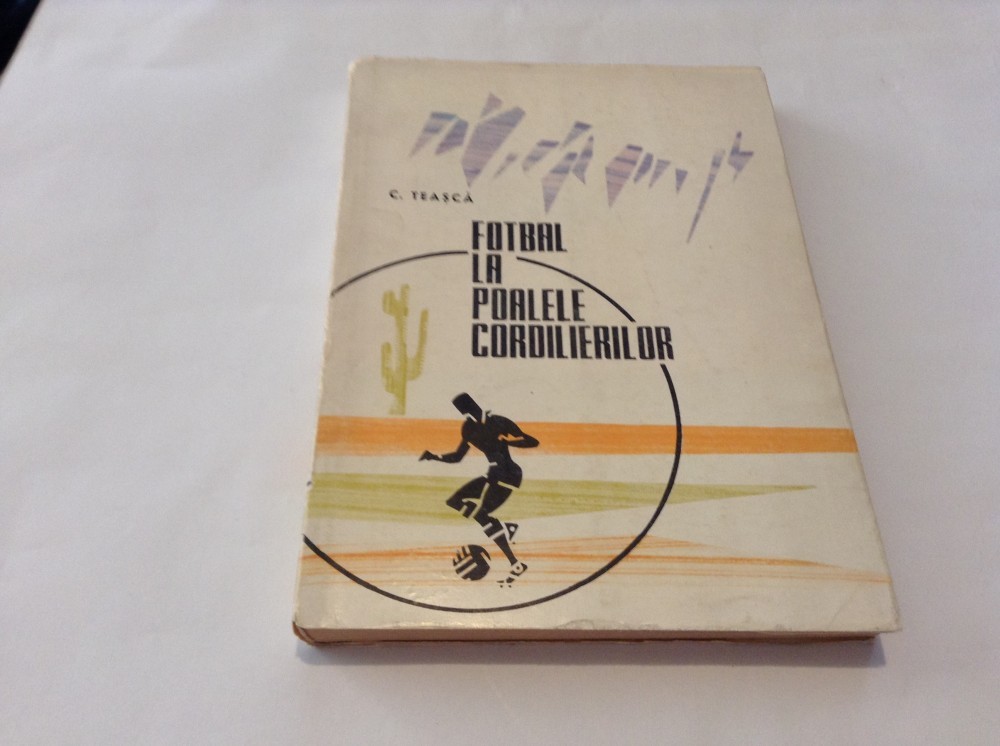 C. TEAȘCĂ
FOTBAL
LA
POALELE
CORDILIERILOR